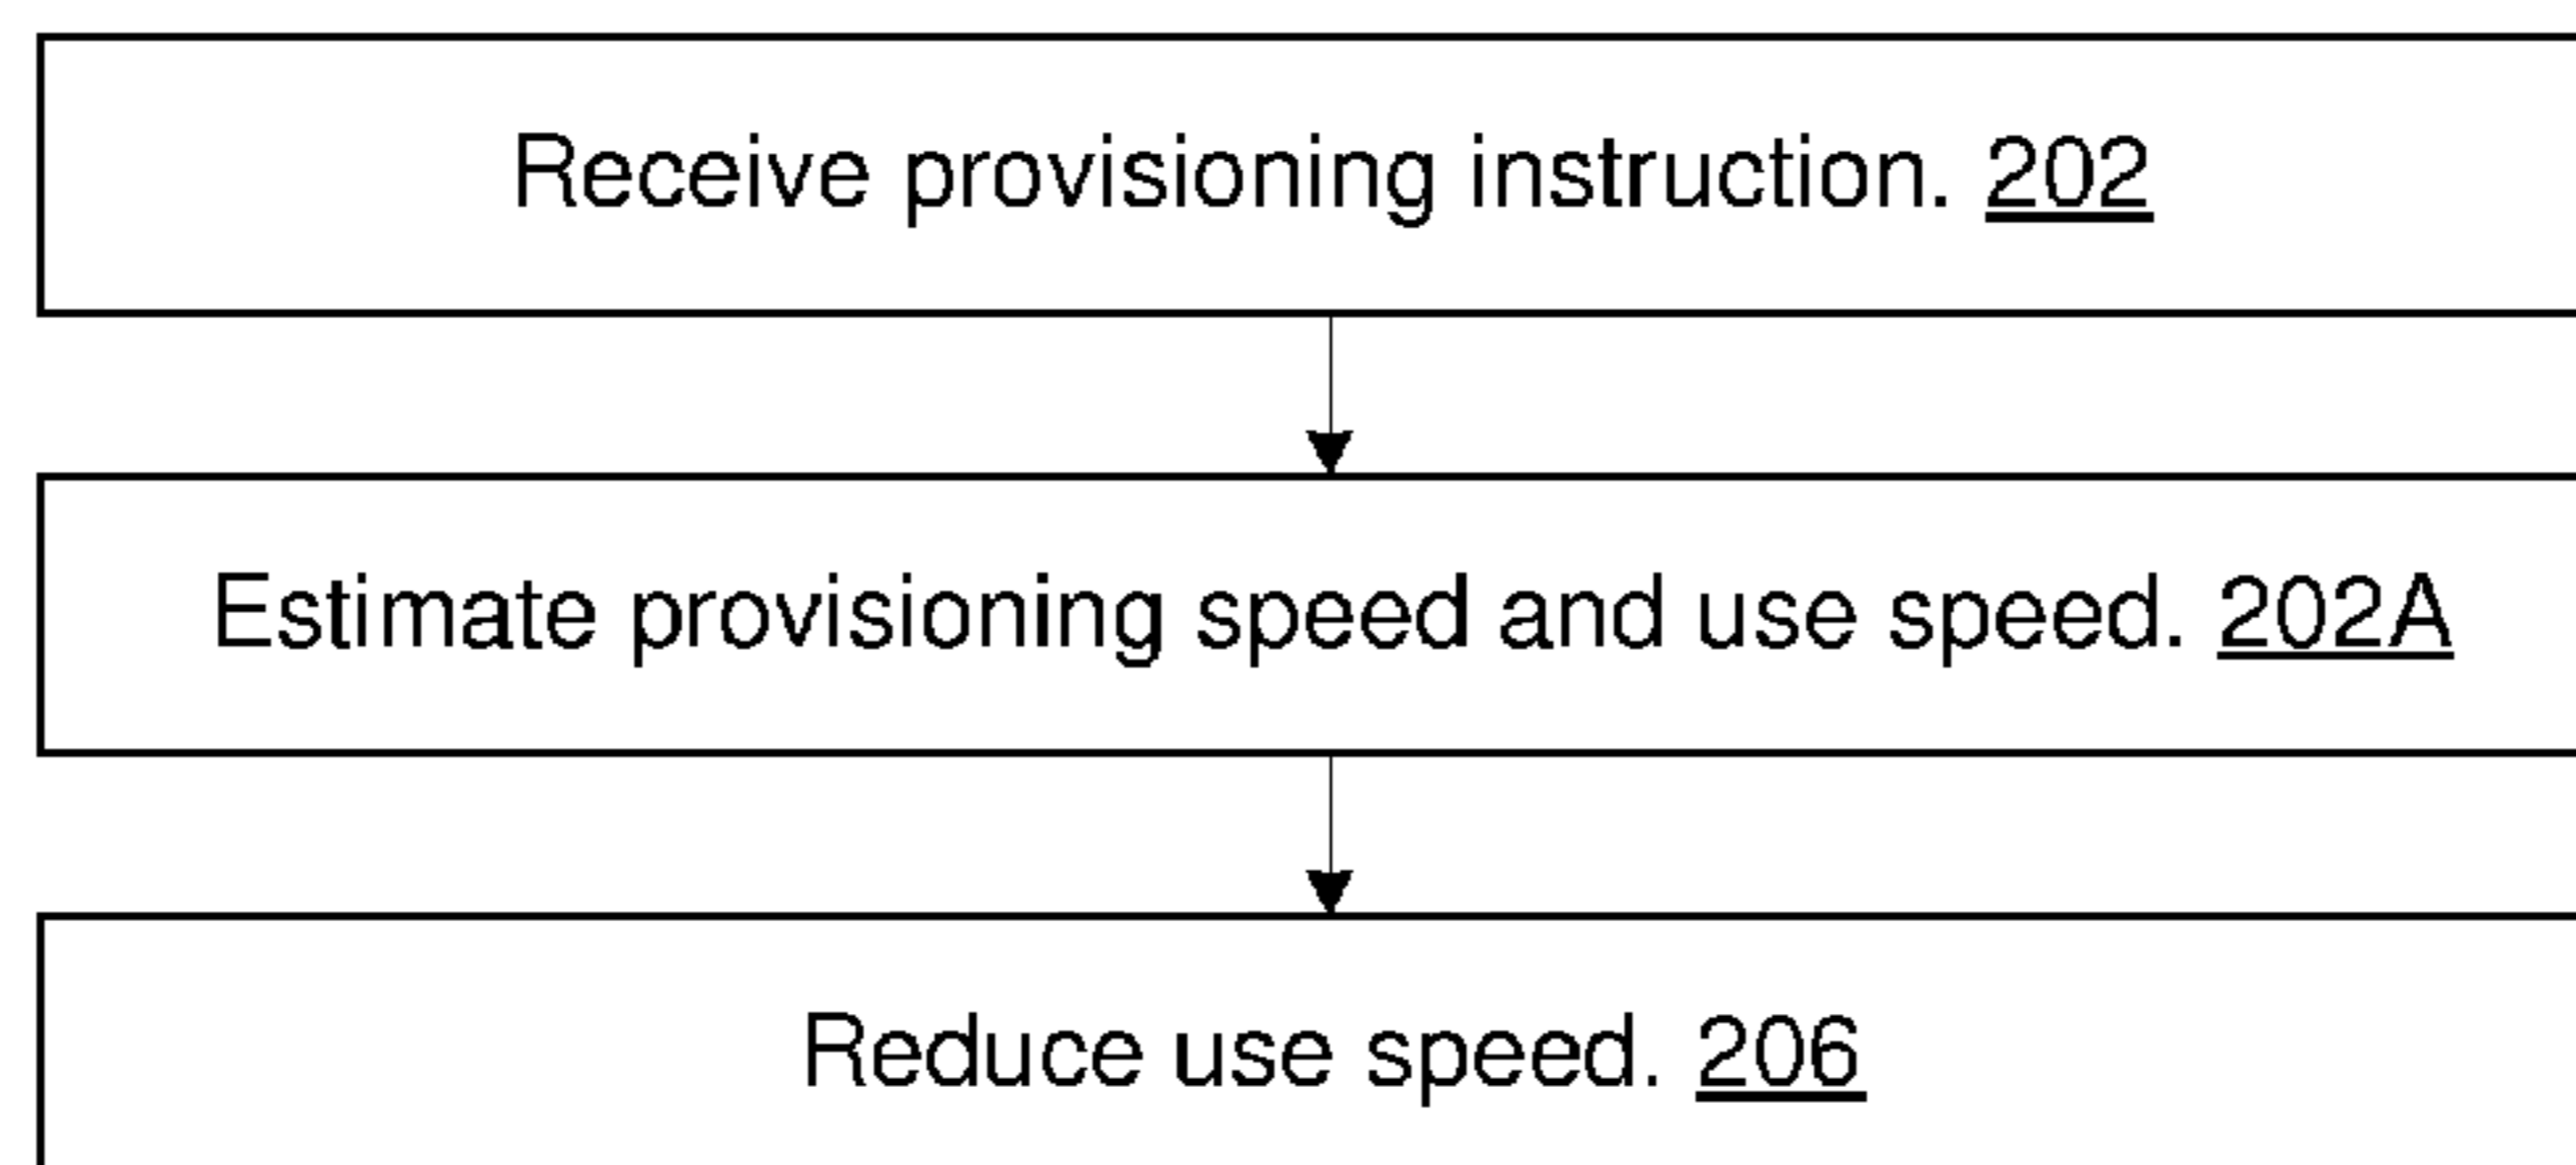 Receive provisioning instruction. 202
Estimate provisioning speed and use speed. 202A
Reduce use speed. 206